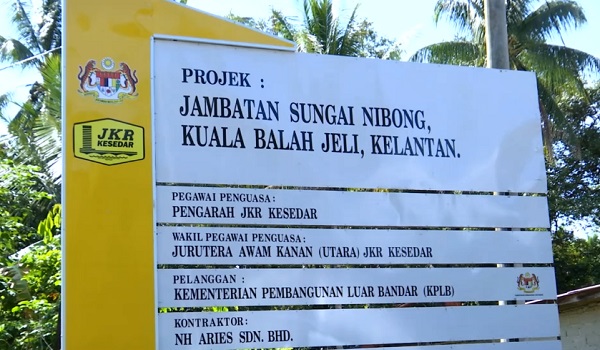 JKR
KESEDAR
PROJEK :
JAMBATAN SUNGAI NIBONG,
KUALA BALAH JELI, KELANTAN.
PEGAWAI PENGUASA:
PENGARAH JKR KESEDAR
WAKIL PEGAWAI PENGUASA:
JURUTERA AWAM KANAN (UTARA) JKR KESEDAR
PELANGGAN :
KEMENTERIAN PEMBANGUNAN LUAR BANDAR (KPLB)
KONTRAKTOR:
NH ARIES SDN. BHD.